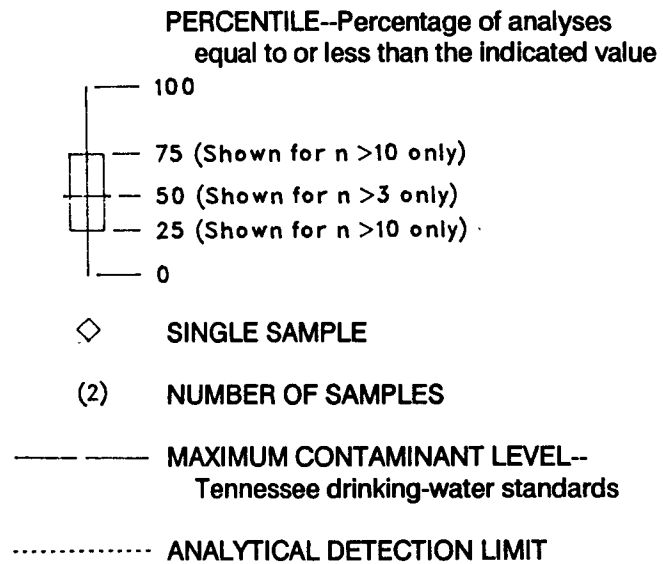 PERCENTILE--Percentage of analyses
equal to or less than the indicated value
100
75 (Shown for n >10 only)
50 (Shown for n >3 only)
25 (Shown for n >10 only)
0
SINGLE SAMPLE
(2) NUMBER OF SAMPLES
MAXIMUM CONTAMINANT LEVEL--
Tennessee drinking-water standards
ANALYTICAL DETECTION LIMIT